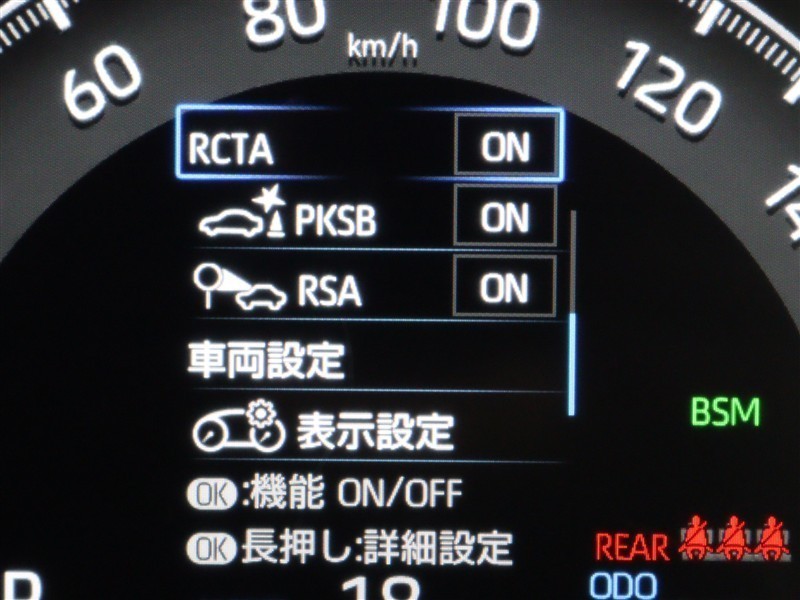 60 80 km/h 100 120
RCTA ON
PKSB ON
RSA ON
車両設定
BSM
表示設定
OK:機能 ON/OFF
OK長押し:詳細設定
REAR
ODO